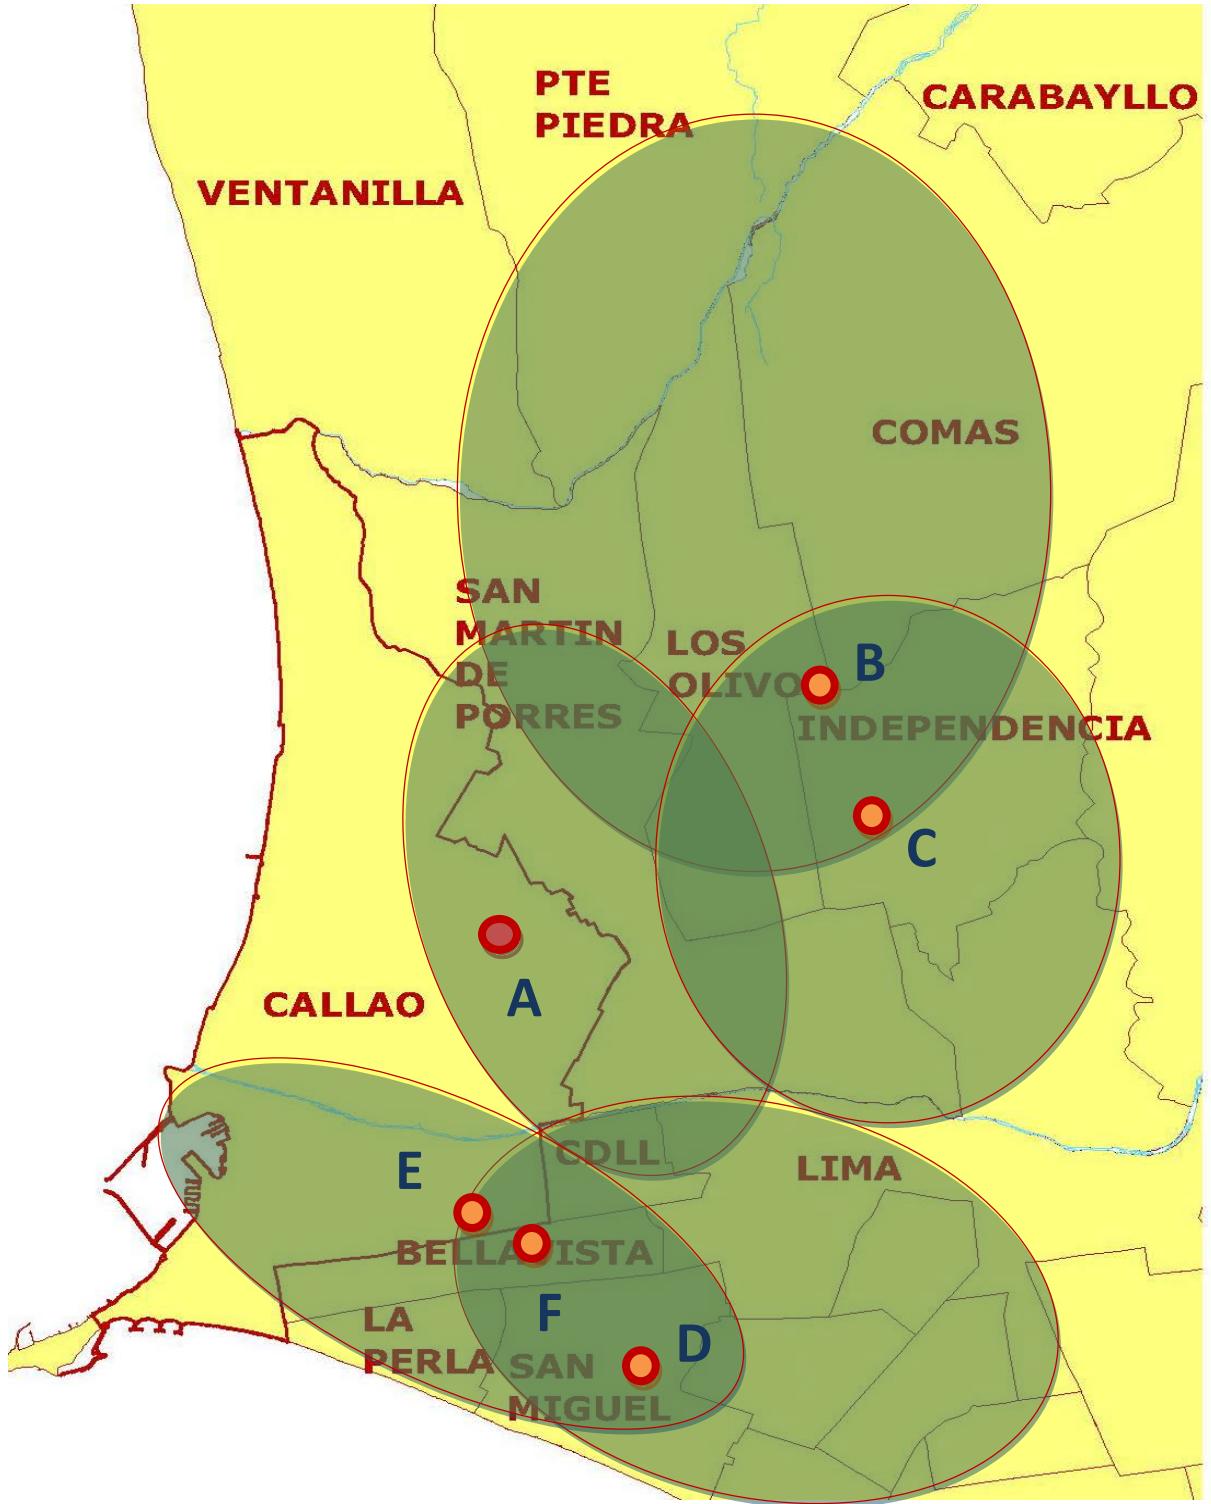 PTE
PIEDRA
CARABAYLLO
VENTANILLA
COMAS
SAN
MARTIN
DE
PORRES
LOS
OLIVO
B
INDEPENDENCIA
C
A
CALLAO
CDLL
LIMA
E
BELLAVISTA
F
LA
PERLA
D
SAN
MIGUEL